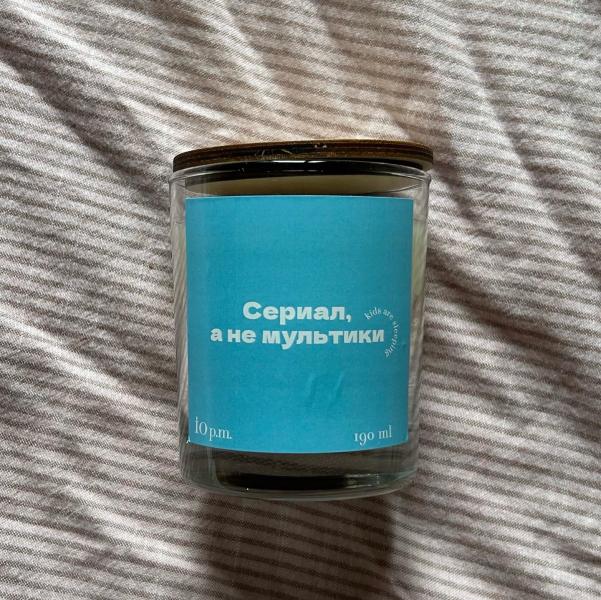 Сериал,
а не мультики
kids are sleeping
10 p.m.
190 ml